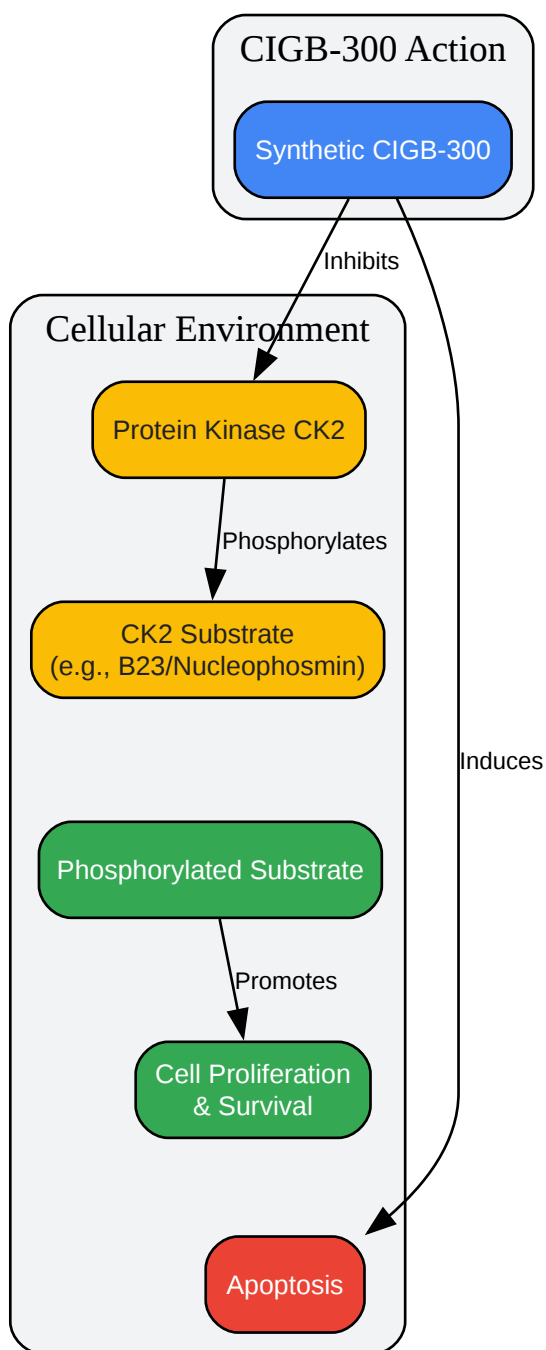 CIGB-300 Action
Synthetic CIGB-300
Inhibits
Cellular Environment
Protein Kinase CK2
Phosphorylates
CK2 Substrate
(e.g., B23/Nucleophosmin)
Induces
Phosphorylated Substrate
Promotes
Cell Proliferation
& Survival
Apoptosis